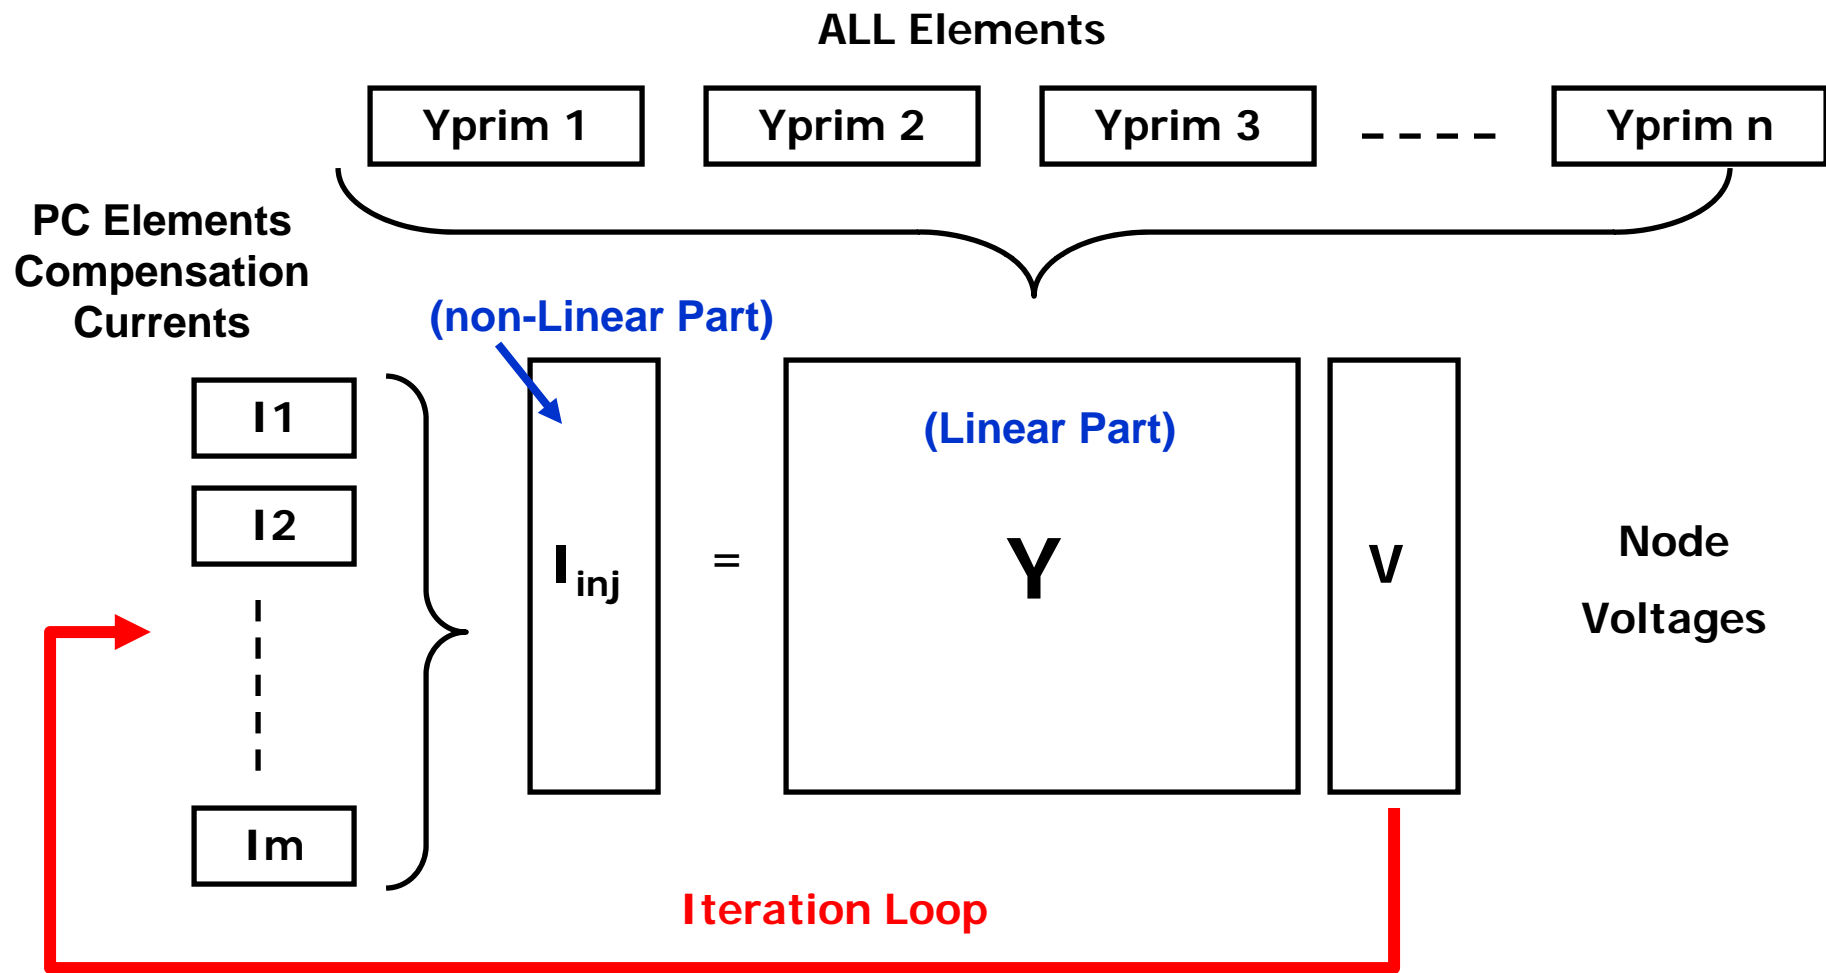 ALL Elements
Yprim 1 Yprim 2 Yprim 3 Yprim n
PC Elements
Compensation
Currents
(non-Linear Part)
I1
(Linear Part)
I2
Iinj = Y V
Node
Voltages
Im
Iteration Loop